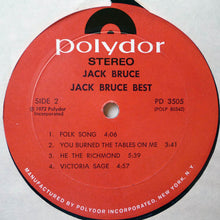 polydor
STEREO
JACK BRUCE
JACK BRUCE BEST
SIDE 2
PD 3505
℗ 1972 Polydor
Incorporated
1. FOLK SONG 4:06
2. YOU BURNED THE TABLES ON ME 3:41
3. HE THE RICHMOND 5:39
4. VICTORIA SAGE 4:57
MANUFACTURED BY POLYDOR INCORPORATED, NEW YORK, N.Y.